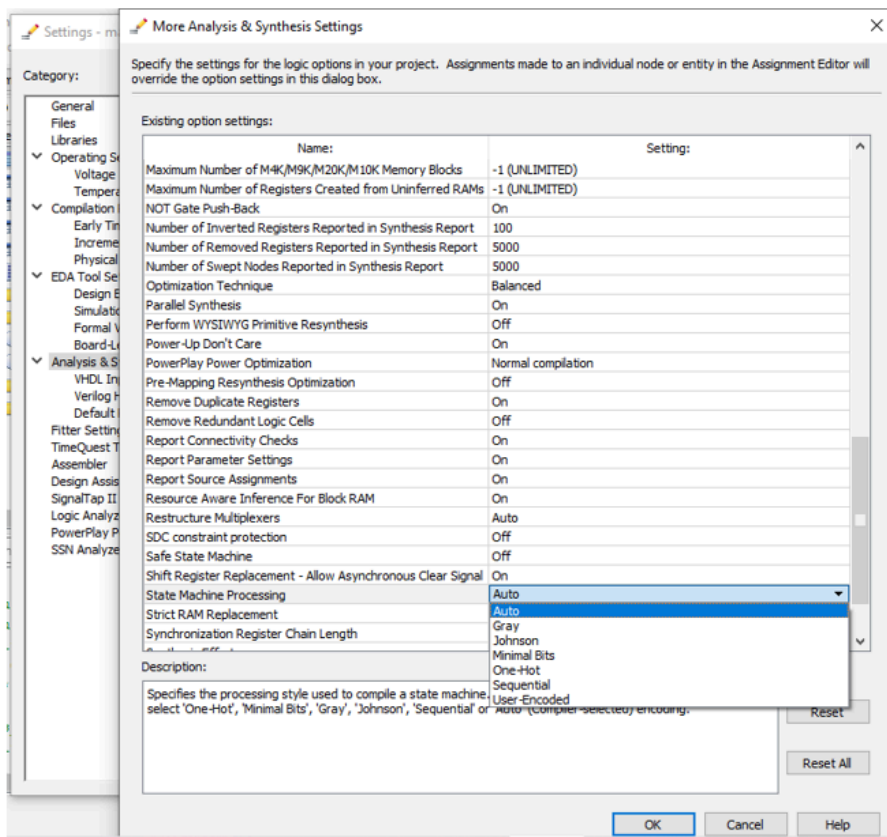 Settings - m
More Analysis & Synthesis Settings
Category:
General
Files
Libraries
Operating Se
Voltage
Tempera
Compilation
Early Tim
Increme
Physical
EDA Tool Se
Design E
Simulatio
Formal V
Board-Le
Analysis & S
VHDL Inp
Verilog H
Default
Fitter Setting
TimeQuest T
Assembler
Design Assis
SignalTap II
Logic Analyz
PowerPlay P
SSN Analyze
Specify the settings for the logic options in your project. Assignments made to an individual node or entity in the Assignment Editor will
override the option settings in this dialog box.
Existing option settings:
Name: Setting:
Maximum Number of M4K/M9K/M20K/M10K Memory Blocks -1 (UNLIMITED)
Maximum Number of Registers Created from Uninferred RAMs -1 (UNLIMITED)
NOT Gate Push-Back On
Number of Inverted Registers Reported in Synthesis Report 100
Number of Removed Registers Reported in Synthesis Report 5000
Number of Swept Nodes Reported in Synthesis Report 5000
Optimization Technique Balanced
Parallel Synthesis On
Perform WYSIWYG Primitive Resynthesis Off
Power-Up Don't Care On
PowerPlay Power Optimization Normal compilation
Pre-Mapping Resynthesis Optimization Off
Remove Duplicate Registers On
Remove Redundant Logic Cells Off
Report Connectivity Checks On
Report Parameter Settings On
Report Source Assignments On
Resource Aware Inference For Block RAM On
Restructure Multiplexers Auto
SDC constraint protection Off
Safe State Machine Off
Shift Register Replacement - Allow Asynchronous Clear Signal On
State Machine Processing Auto
Strict RAM Replacement
Synchronization Register Chain Length
Auto
Gray
Johnson
Minimal Bits
One-Hot
Sequential
User-Encoded
Description:
Specifies the processing style used to compile a state machine.
select 'One-Hot', 'Minimal Bits', 'Gray', 'Johnson', 'Sequential' or 'Auto' (Compiler-selected) encoding.
Reset
Reset All
OK Cancel Help